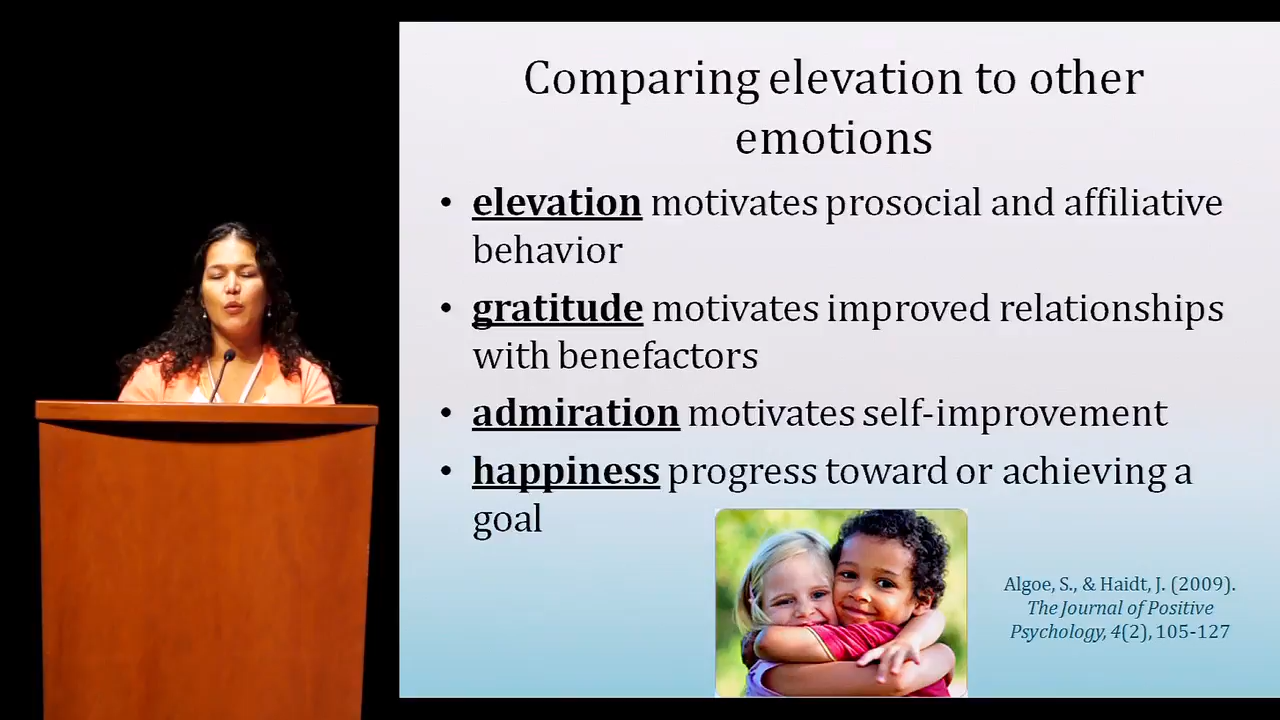 Comparing elevation to other
emotions
• elevation motivates prosocial and affiliative
behavior
• gratitude motivates improved relationships
with benefactors
• admiration motivates self-improvement
• happiness progress toward or achieving a
goal
Algoe, S., & Haidt, J. (2009).
The Journal of Positive
Psychology, 4(2), 105-127